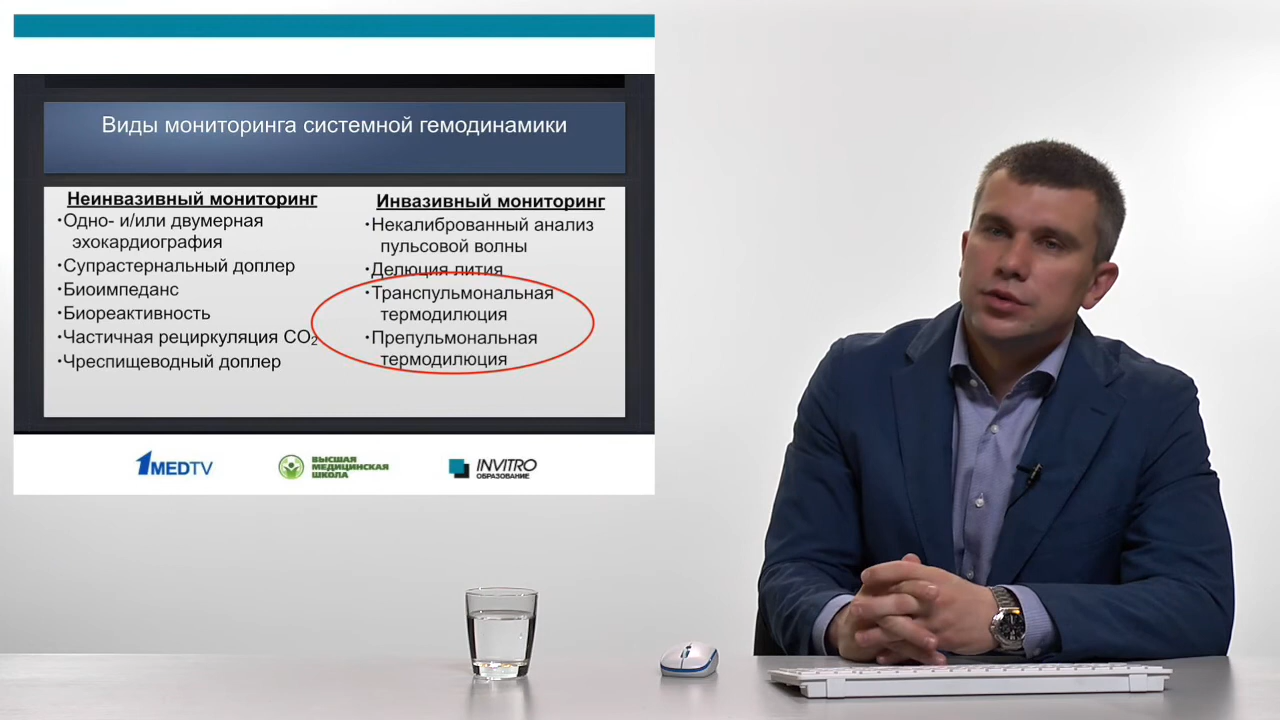 Виды мониторинга системной гемодинамики
Неинвазивный мониторинг
·Одно- и/или двумерная
эхокардиография
·Супрастернальный доплер
·Биоимпеданс
·Биореактивность
·Частичная рециркуляция CO₂
·Чреспищеводный доплер
Инвазивный мониторинг
·Некалиброванный анализ
пульсовой волны
·Делюция лития
·Транспульмональная
термодилюция
·Препульмональная
термодилюция
1MEDTV
ВЫСШАЯ
МЕДИЦИНСКАЯ
ШКОЛА
INVITRO
ОБРАЗОВАНИЕ